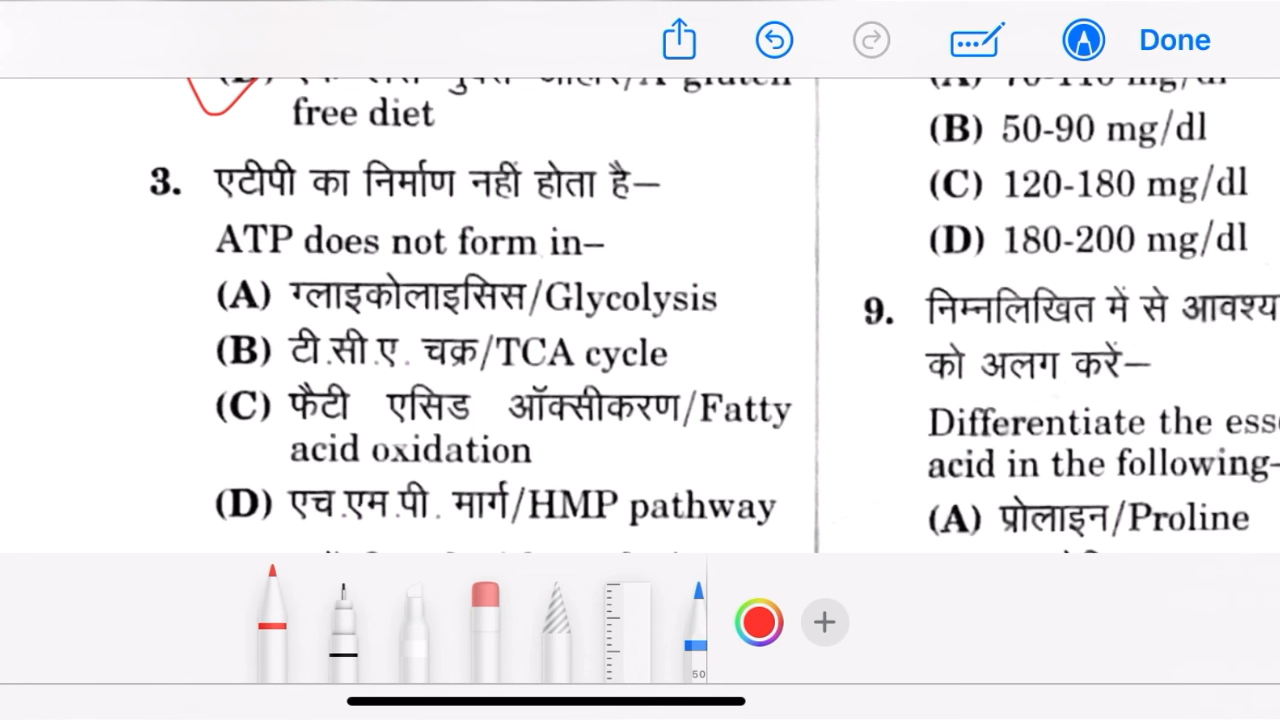 Done
free diet
3. एटीपी का निर्माण नहीं होता है–
ATP does not form in–
(A) ग्लाइकोलाइसिस/Glycolysis
(B) टी.सी.ए. चक्र/TCA cycle
(C) फैटी एसिड ऑक्सीकरण/Fatty
acid oxidation
(D) एच.एम.पी. मार्ग/HMP pathway
(B) 50-90 mg/dl
(C) 120-180 mg/dl
(D) 180-200 mg/dl
9. निम्नलिखित में से
को अलग करें–
Differentiate the
acid in the following-
(A) प्रोलाइन/Proline
50